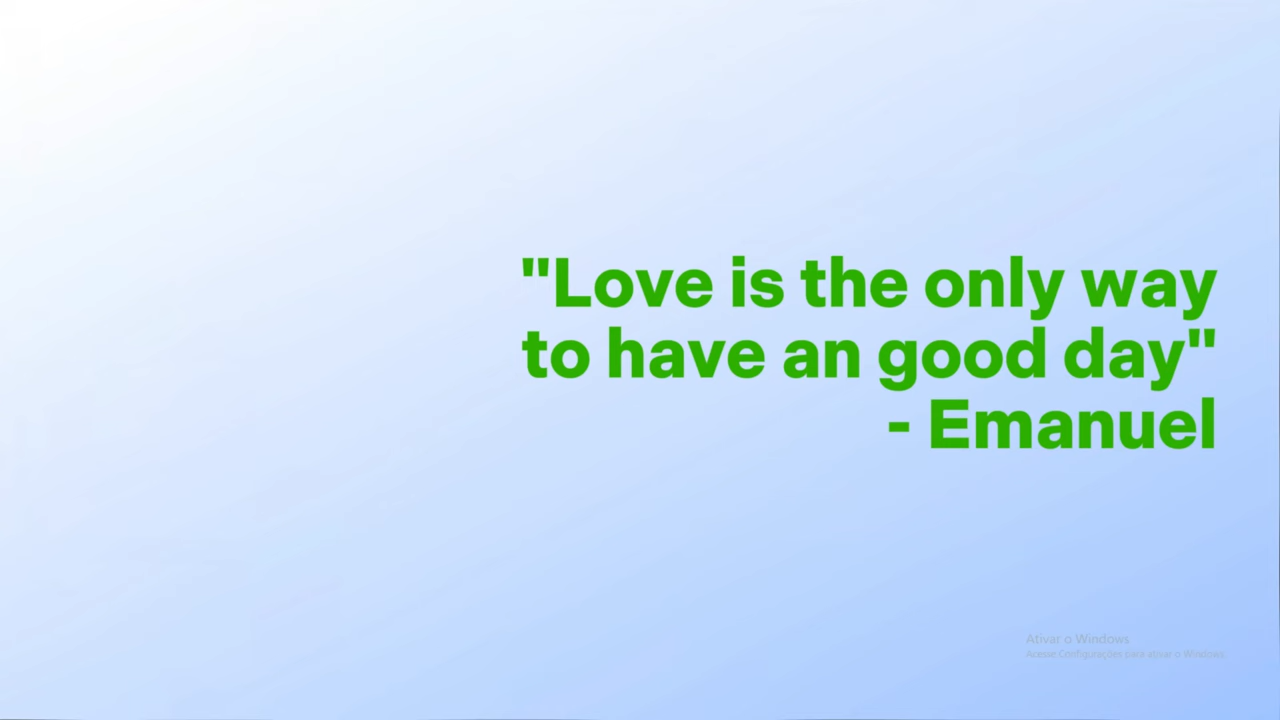 "Love is the only way
to have an good day"
- Emanuel
Ativar o Windows
Acesse Configurações para ativar o Windows.